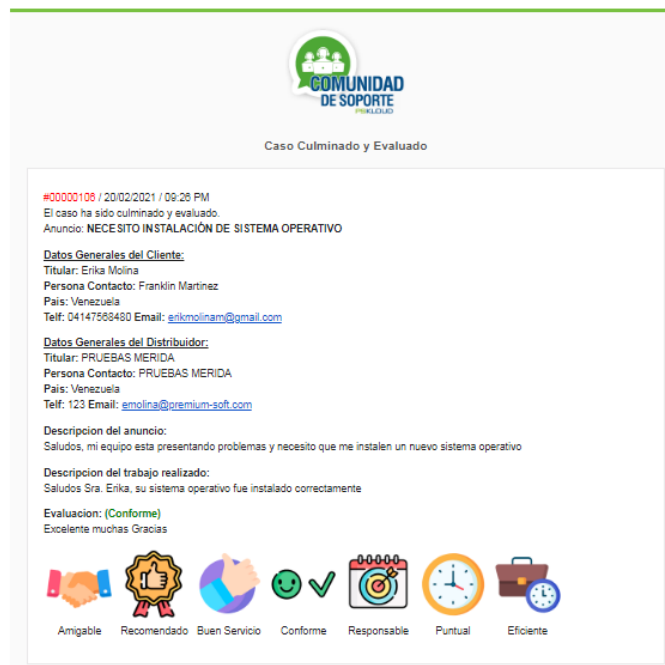 COMUNIDAD
DE SOPORTE
PSKLOUD
Caso Culminado y Evaluado
#00000106 / 20/02/2021 / 09:26 PM
El caso ha sido culminado y evaluado.
Anuncio: NECESITO INSTALACIÓN DE SISTEMA OPERATIVO
Datos Generales del Cliente:
Titular: Erika Molina
Persona Contacto: Franklin Martinez
Pais: Venezuela
Telf: 04147568480 Email: erikmolinam@gmail.com
Datos Generales del Distribuidor:
Titular: PRUEBAS MERIDA
Persona Contacto: PRUEBAS MERIDA
Pais: Venezuela
Telf: 123 Email: emolina@premium-soft.com
Descripcion del anuncio:
Saludos, mi equipo esta presentando problemas y necesito que me instalen un nuevo sistema operativo
Descripcion del trabajo realizado:
Saludos Sra. Erika, su sistema operativo fue instalado correctamente
Evaluacion: (Conforme)
Excelente muchas Gracias
Amigable Recomendado Buen Servicio Conforme Responsable Puntual Eficiente